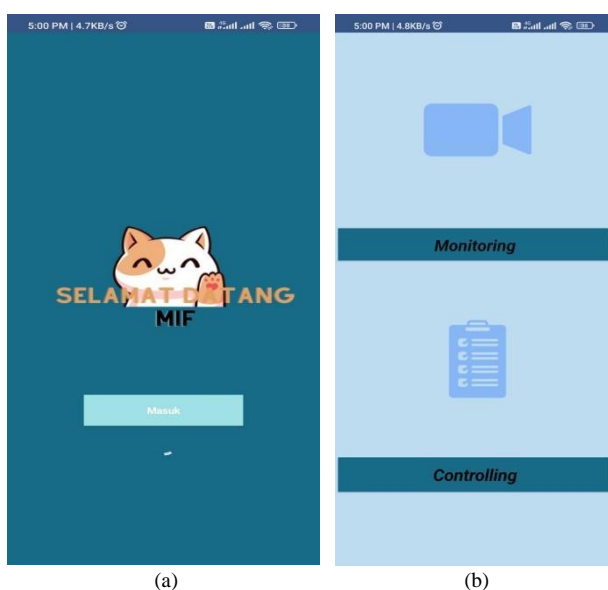 5:00 PM | 4.7KB/s
SELAMAT DATANG
MIF
Masuk
(a)
5:00 PM | 4.8KB/s
Monitoring
Controlling
(b)